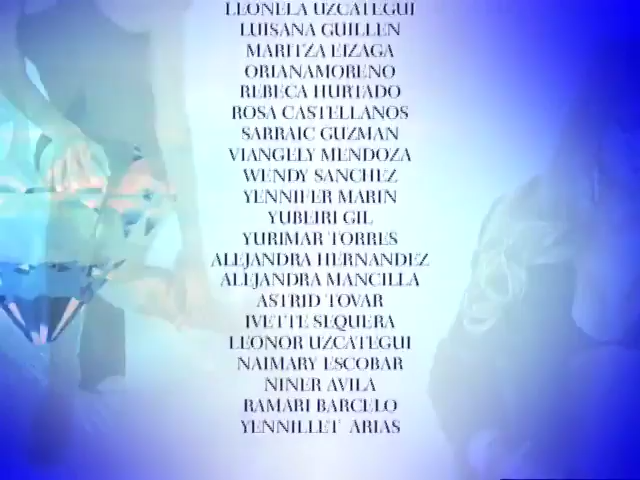 LEONELA UZCATEGUI
LUISANA GUILLEN
MARITZA EIZAGA
ORIANAMORENO
REBECA HURTADO
ROSA CASTELLANOS
SARRAIC GUZMAN
VIANGELY MENDOZA
WENDY SANCHEZ
YENNIFER MARIN
YUBEIRI GIL
YURIMAR TORRES
ALEJANDRA HERNANDEZ
ALEJANDRA MANCILLA
ASTRID TOVAR
IVETTE SEQUERA
LEONOR UZCATEGUI
NAIMARY ESCOBAR
NINER AVILA
RAMARI BARCELO
YENNILLET ARIAS